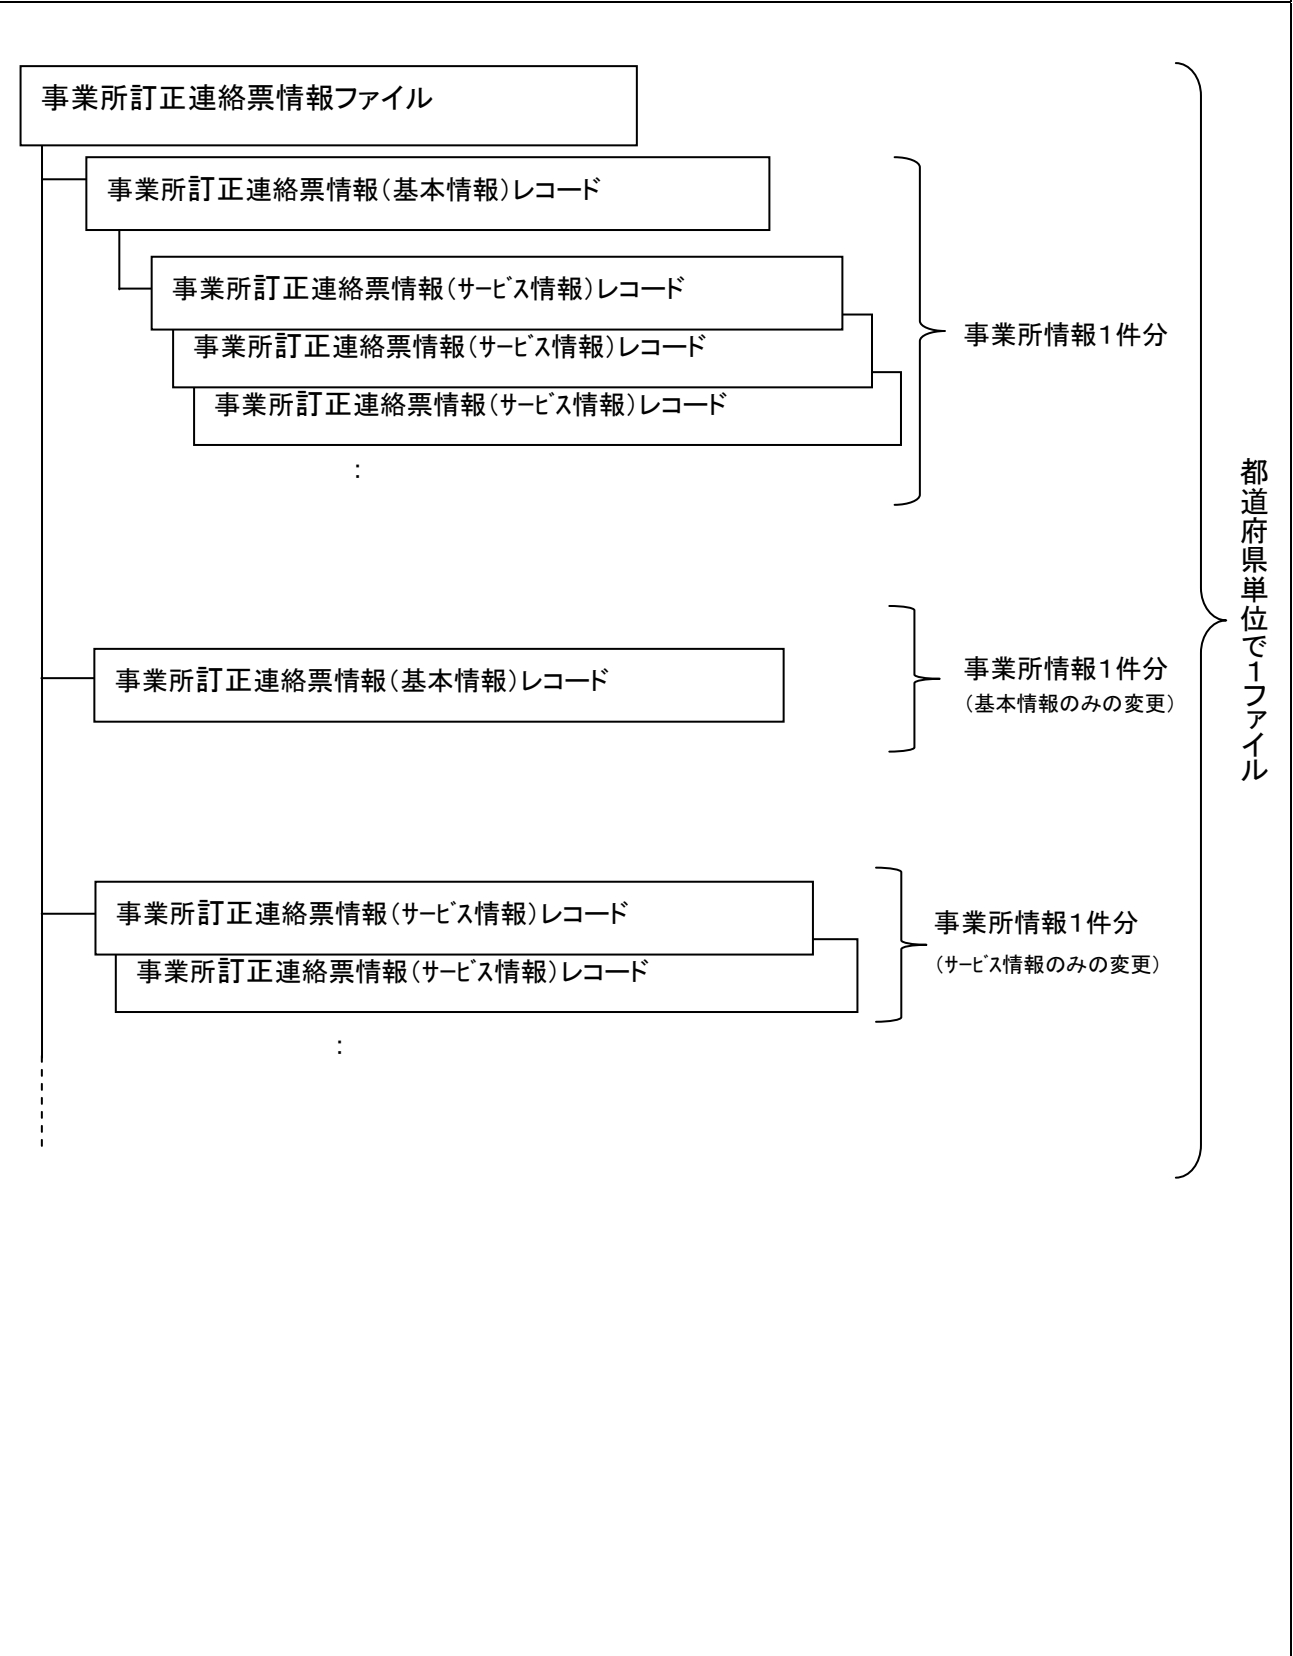 事業所訂正連絡票情報ファイル
事業所訂正連絡票情報（基本情報）レコード
事業所訂正連絡票情報（ｻｰﾋﾞｽ情報）レコード
事業所訂正連絡票情報（ｻｰﾋﾞｽ情報）レコード
事業所訂正連絡票情報（ｻｰﾋﾞｽ情報）レコード
：
事業所情報１件分
事業所訂正連絡票情報（基本情報）レコード
事業所情報１件分
（基本情報のみの変更）
事業所訂正連絡票情報（ｻｰﾋﾞｽ情報）レコード
事業所訂正連絡票情報（ｻｰﾋﾞｽ情報）レコード
：
事業所情報１件分
（ｻｰﾋﾞｽ情報のみの変更）
都道府県単位で１ファイル